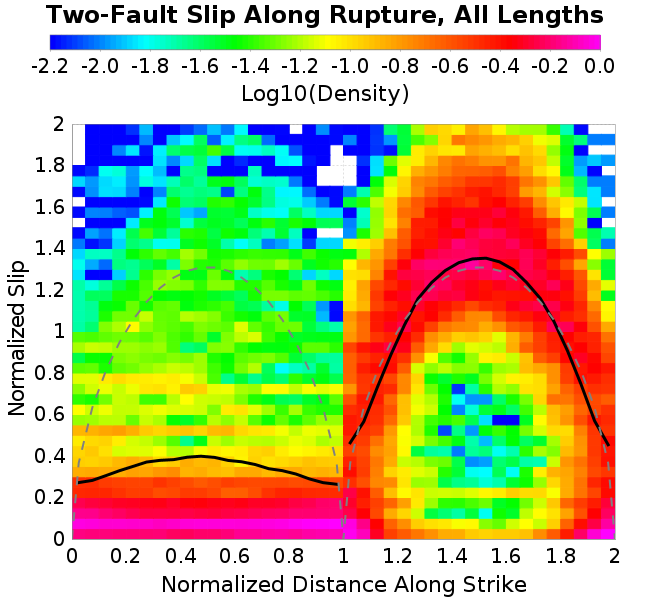 Two-Fault Slip Along Rupture, All Lengths
-2.2 -2.0 -1.8 -1.6 -1.4 -1.2 -1.0 -0.8 -0.6 -0.4 -0.2 0.0
Log10(Density)
2
1.8
1.6
1.4
1.2
1
0.8
0.6
0.4
0.2
0
Normalized Slip
0 0.2 0.4 0.6 0.8 1 1.2 1.4 1.6 1.8 2
Normalized Distance Along Strike